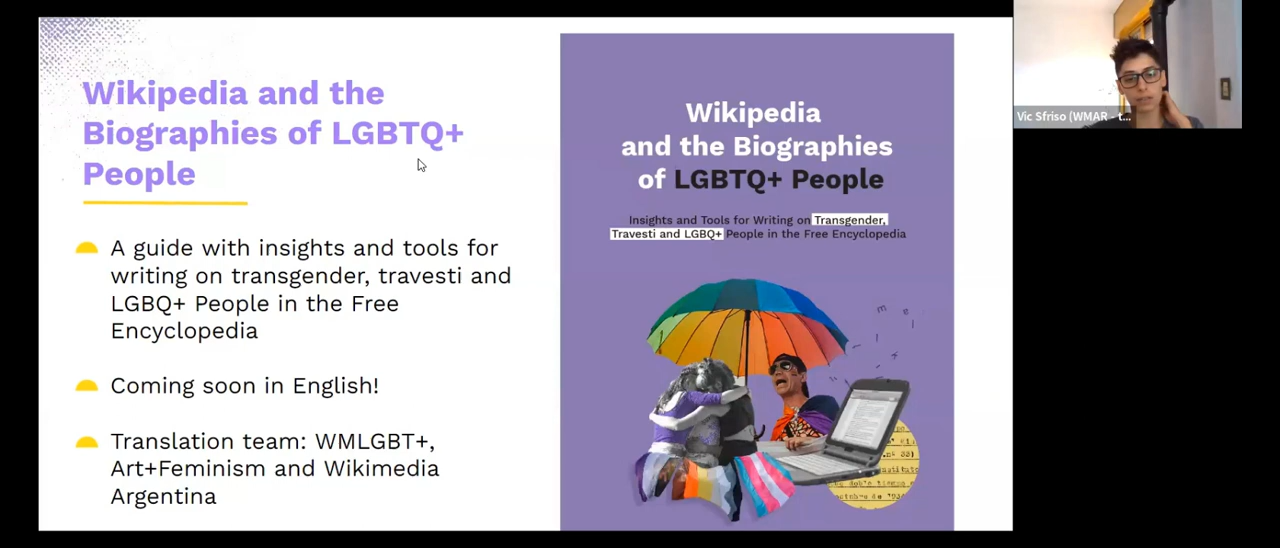 Wikipedia and the
Biographies of LGBTQ+
People
A guide with insights and tools for
writing on transgender, travesti and
LGBQ+ People in the Free
Encyclopedia
Coming soon in English!
Translation team: WMLGBT+,
Art+Feminism and Wikimedia
Argentina
Wikipedia
and the Biographies
of LGBTQ+ People
Insights and Tools for Writing on Transgender,
Travesti and LGBQ+ People in the Free Encyclopedia
Vic Sfriso (WMAR - t...